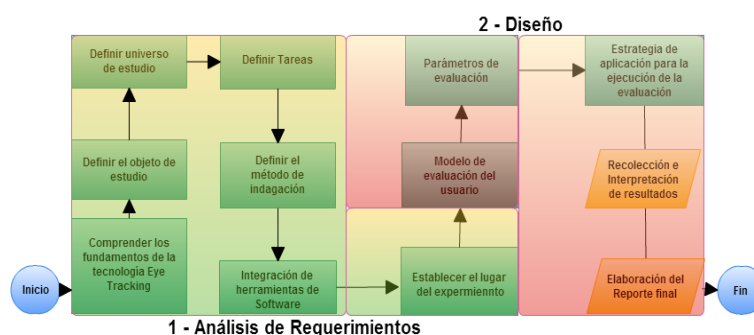 2 - Diseño
Definir universo
de estudio
Definir Tareas
Parámetros de
evaluación
Estrategia de
aplicación para la
ejecución de la
evaluación
Definir el objeto de
estudio
Definir el
método de
indagación
Modelo de
evaluación del
usuario
Recolección e
Interpretación
de resultados
Inicio
Comprender los
fundamentos de la
tecnología Eye
Tracking
Integración de
herramientas de
Software
Establecer el lugar
del expermiennto
Elaboración del
Reporte final
Fin
1 - Análisis de Requerimientos